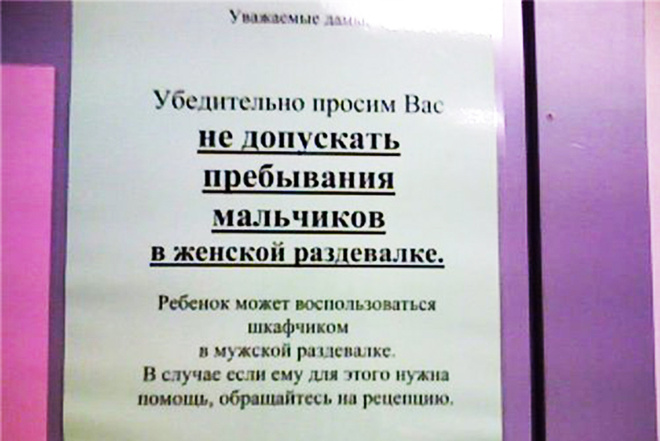 Уважаемые дамы
Убедительно просим Вас
не допускать
пребывания
мальчиков
в женской раздевалке.
Ребенок может воспользоваться
шкафчиком
в мужской раздевалке.
В случае если ему для этого нужна
помощь, обращайтесь на рецепцию.